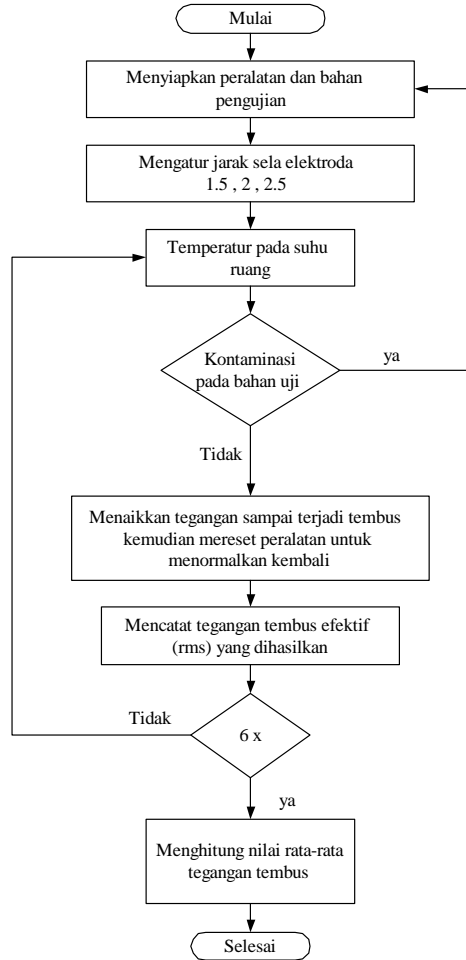 Mulai
Menyiapkan peralatan dan bahan
pengujian
Mengatur jarak sela elektroda
1.5 , 2 , 2.5
Temperatur pada suhu
ruang
Kontaminasi
pada bahan uji
ya
Tidak
Menaikkan tegangan sampai terjadi tembus
kemudian mereset peralatan untuk
menormalkan kembali
Mencatat tegangan tembus efektif
(rms) yang dihasilkan
Tidak
6 x
ya
Menghitung nilai rata-rata
tegangan tembus
Selesai